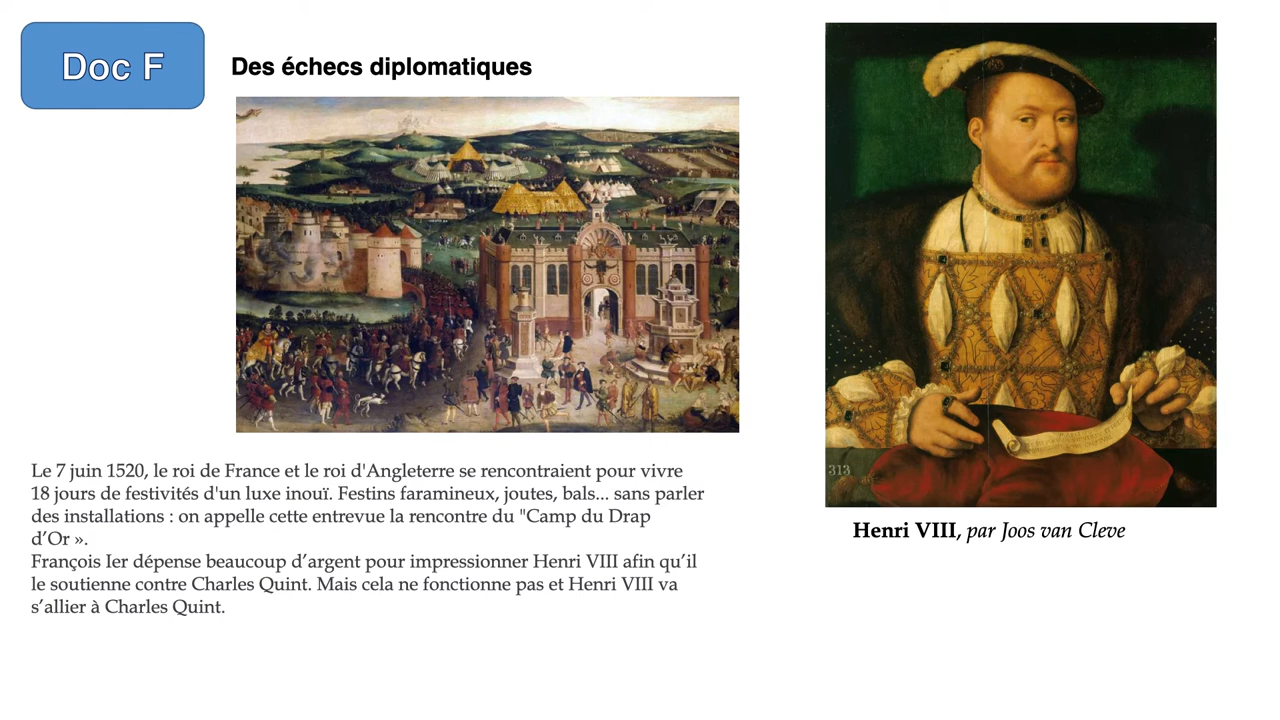 Doc F
Des échecs diplomatiques
Le 7 juin 1520, le roi de France et le roi d'Angleterre se rencontraient pour vivre
18 jours de festivités d'un luxe inouï. Festins faramineux, joutes, bals... sans parler
des installations : on appelle cette entrevue la rencontre du "Camp du Drap
d’Or ».
François Ier dépense beaucoup d’argent pour impressionner Henri VIII afin qu’il
le soutienne contre Charles Quint. Mais cela ne fonctionne pas et Henri VIII va
s’allier à Charles Quint.
313
Henri VIII, par Joos van Cleve